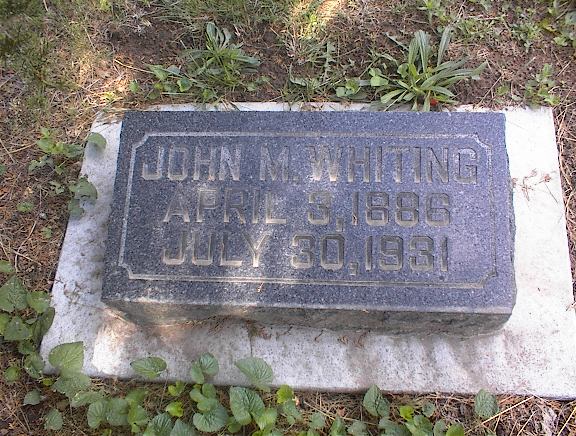 JOHN M. WHITING
APRIL 3, 1886
JULY 30, 1931